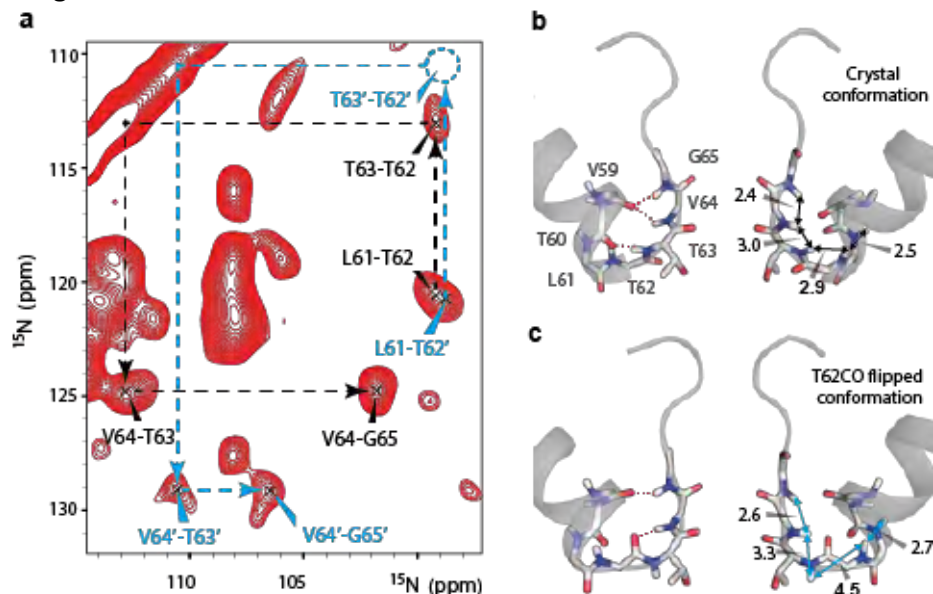 a
110
115
120
125
130
15N (ppm)
110
105
15N (ppm)
T63'-T62'
T63-T62
L61-T62
L61-T62'
V64-T63
V64-G65
V64'-T63'
V64'-G65'
b
Crystal
conformation
V59
G65
V64
T60
T63
L61
T62
2.4
3.0
2.9
2.5
c
T62CO flipped
conformation
2.6
3.3
4.5
2.7